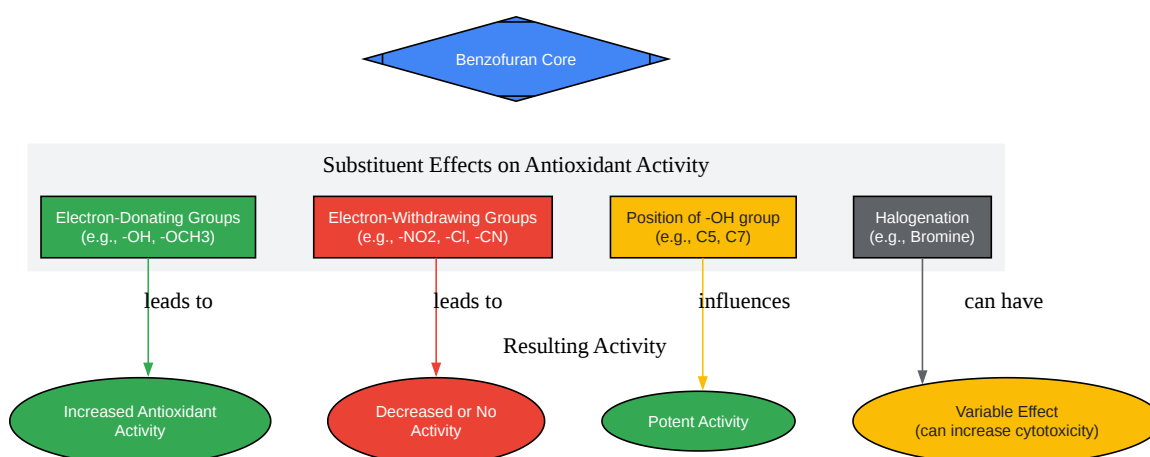 Benzofuran Core
Substituent Effects on Antioxidant Activity
Electron-Donating Groups
(e.g., -OH, -OCH3)
Electron-Withdrawing Groups
(e.g., -NO2, -Cl, -CN)
Position of -OH group
(e.g., C5, C7)
Halogenation
(e.g., Bromine)
leads to
leads to
influences
can have
Resulting Activity
Increased Antioxidant
Activity
Decreased or No
Activity
Potent Activity
Variable Effect
(can increase cytotoxicity)